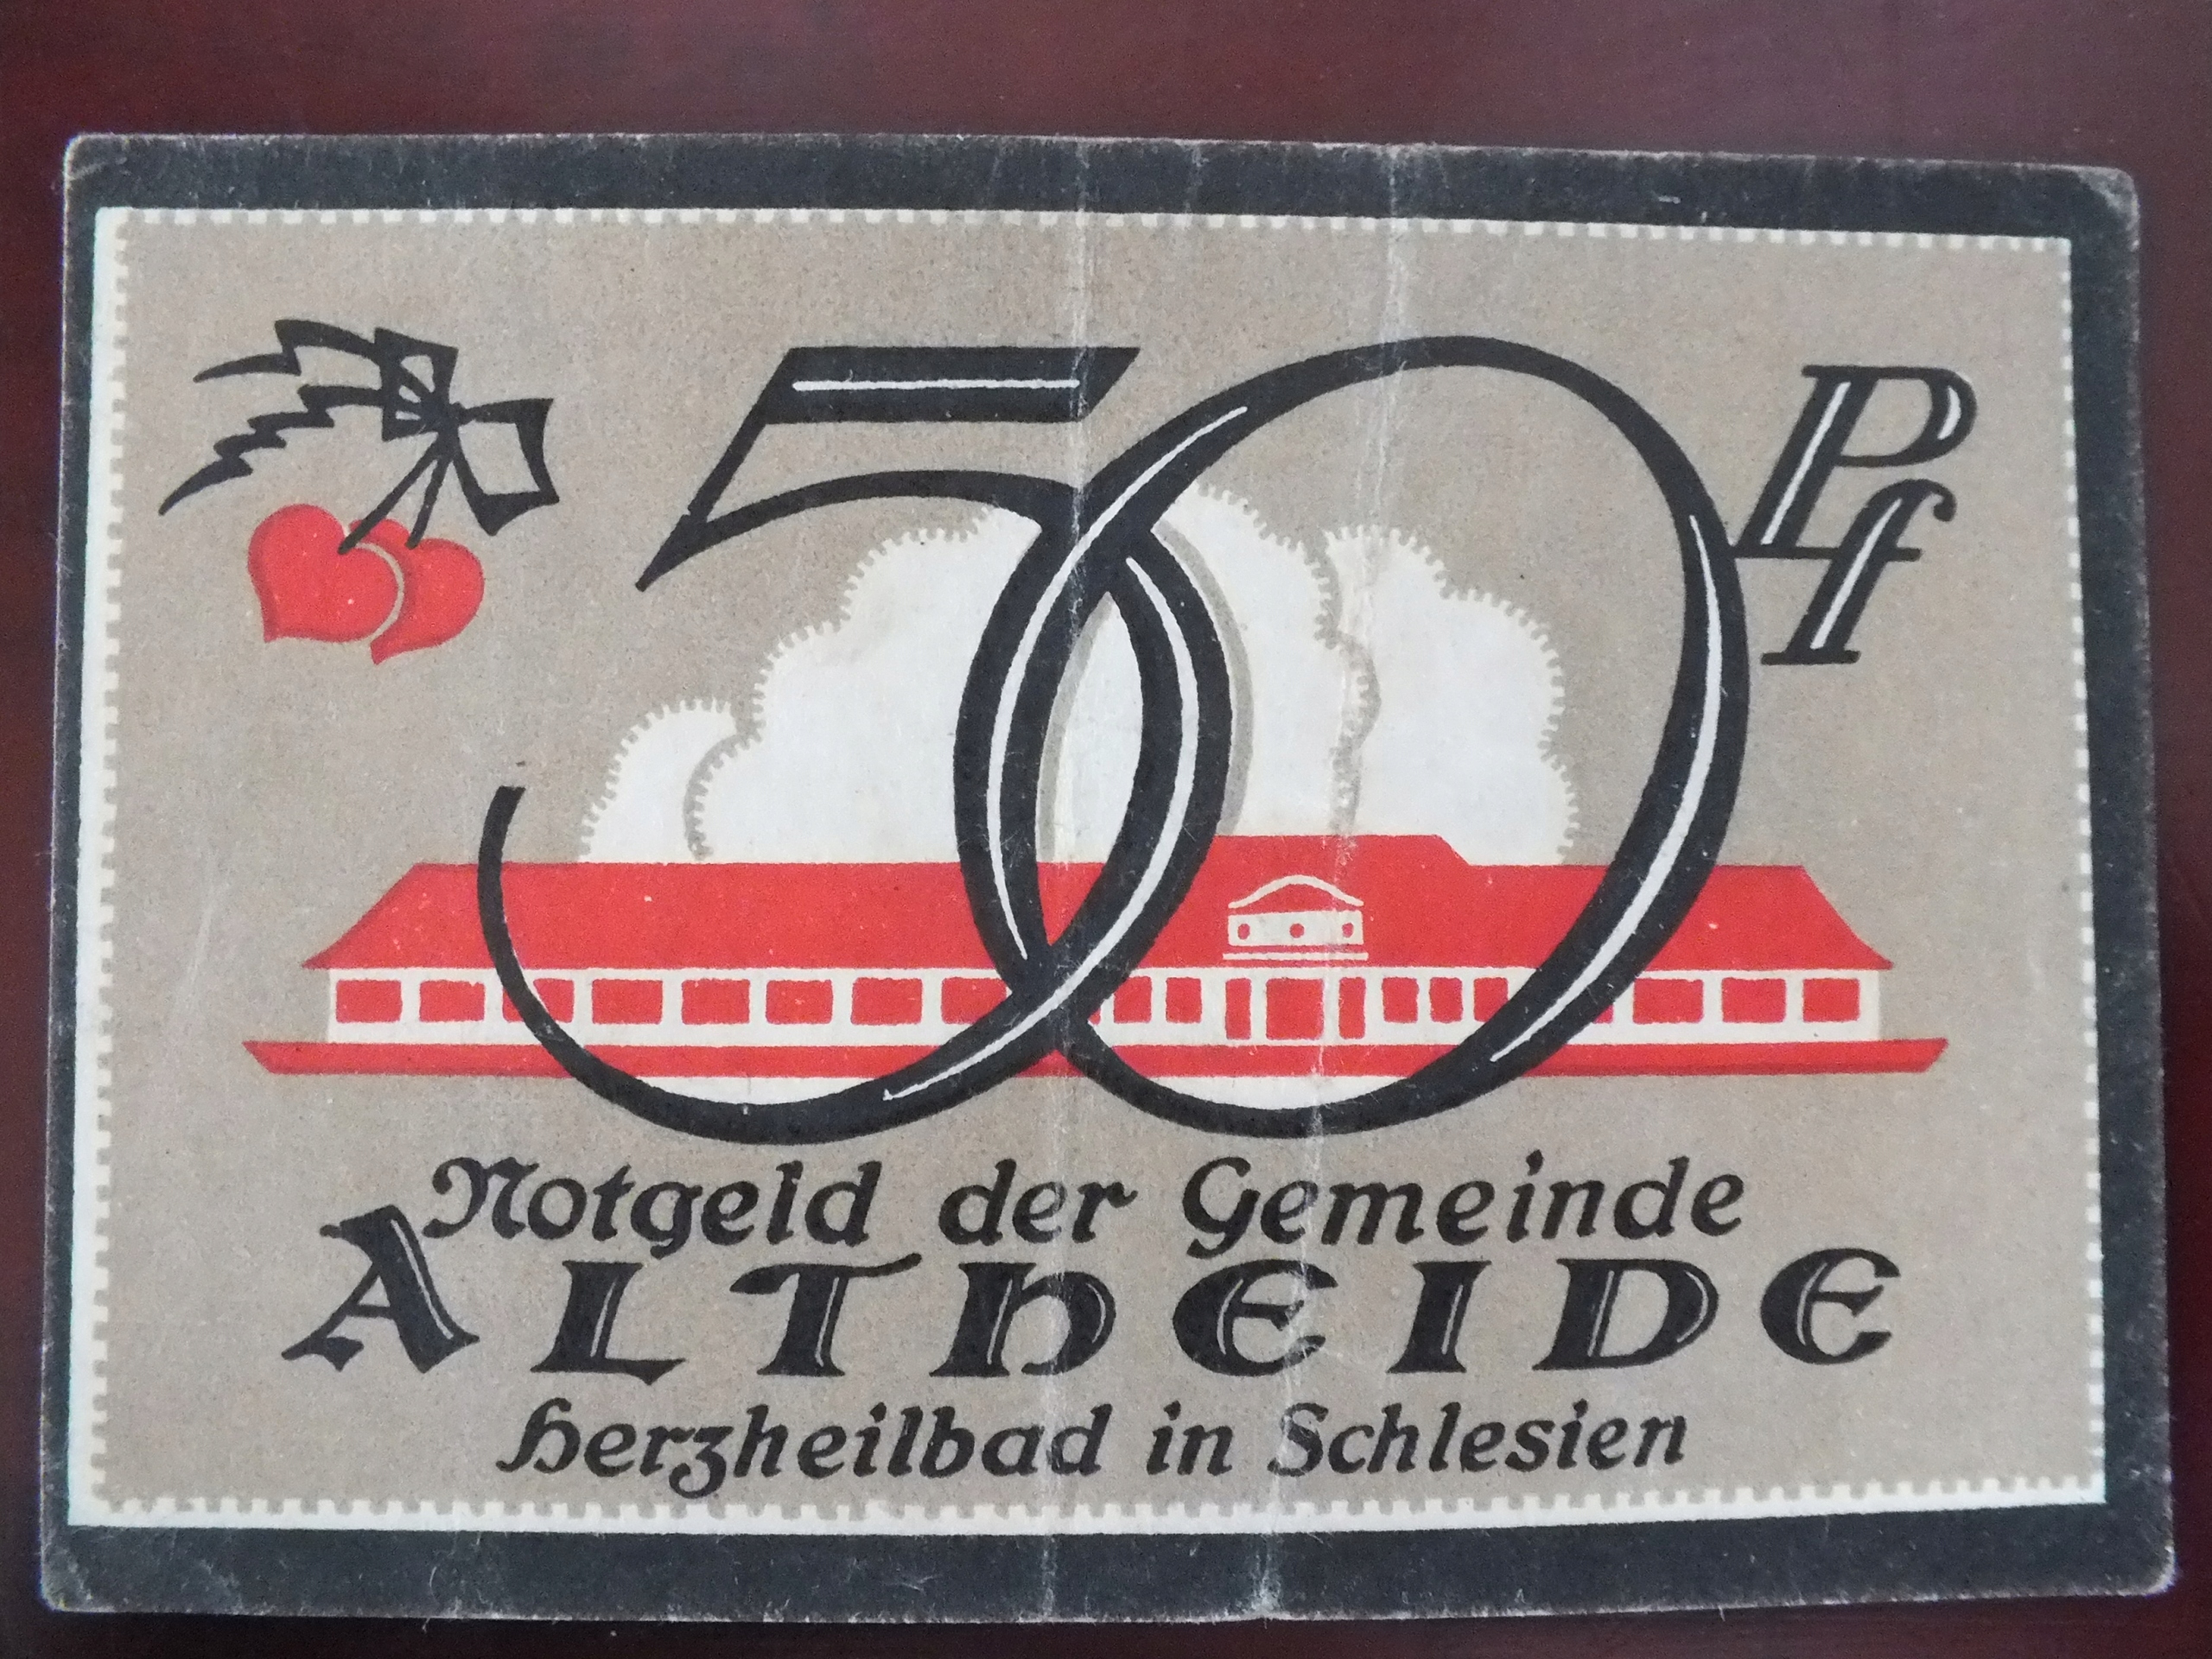 50 Pf
Notgeld der Gemeinde
ALTHEIDE
Herzheilbad in Schlesien